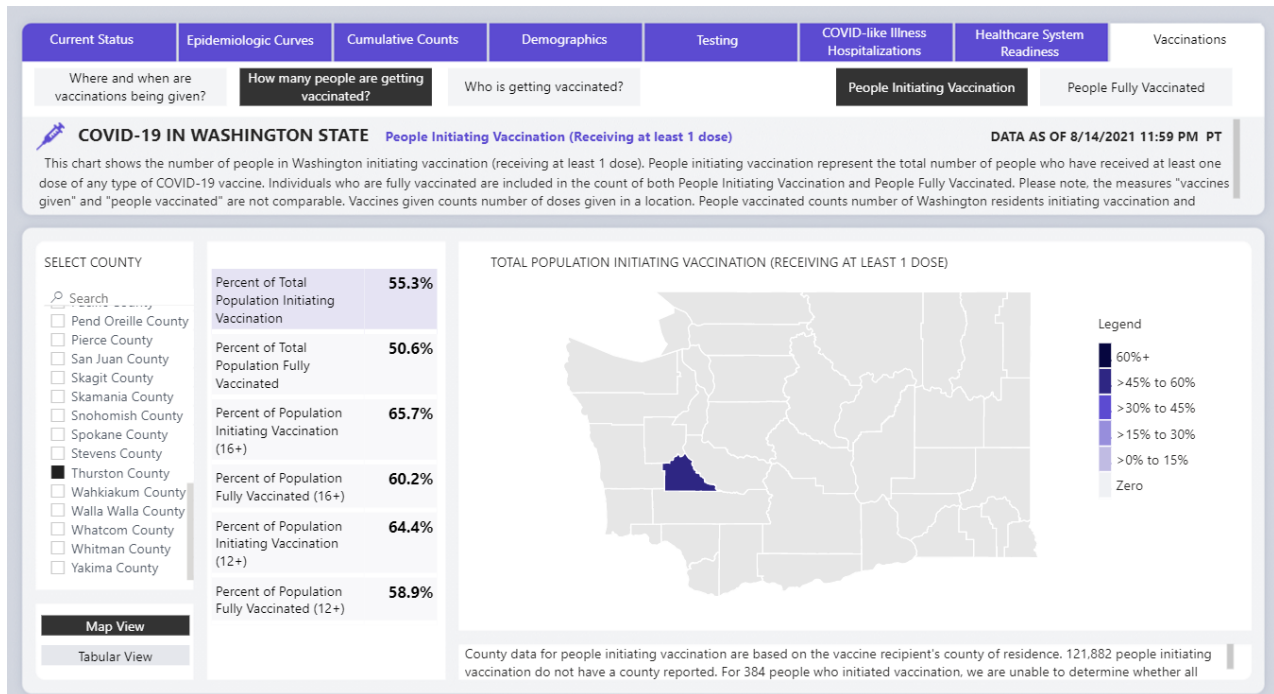 Current Status
Epidemiologic Curves
Cumulative Counts
Demographics
Testing
COVID-like Illness
Hospitalizations
Healthcare System
Readiness
Vaccinations
Where and when are
vaccinations being given?
How many people are getting
vaccinated?
Who is getting vaccinated?
People Initiating Vaccination
People Fully Vaccinated
COVID-19 IN WASHINGTON STATE
People Initiating Vaccination (Receiving at least 1 dose)
DATA AS OF 8/14/2021 11:59 PM PT
This chart shows the number of people in Washington initiating vaccination (receiving at least 1 dose). People initiating vaccination represent the total number of people who have received at least one
dose of any type of COVID-19 vaccine. Individuals who are fully vaccinated are included in the count of both People Initiating Vaccination and People Fully Vaccinated. Please note, the measures "vaccines
given" and "people vaccinated" are not comparable. Vaccines given counts number of doses given in a location. People vaccinated counts number of Washington residents initiating vaccination and
SELECT COUNTY
Search
Pend Oreille County
Pierce County
San Juan County
Skagit County
Skamania County
Snohomish County
Spokane County
Stevens County
Thurston County
Wahkiakum County
Walla Walla County
Whatcom County
Whitman County
Yakima County
Map View
Tabular View
Percent of Total
Population Initiating
Vaccination
55.3%
Percent of Total
Population Fully
Vaccinated
50.6%
Percent of Population
Initiating Vaccination
(16+)
65.7%
Percent of Population
Fully Vaccinated (16+)
60.2%
Percent of Population
Initiating Vaccination
(12+)
64.4%
Percent of Population
Fully Vaccinated (12+)
58.9%
TOTAL POPULATION INITIATING VACCINATION (RECEIVING AT LEAST 1 DOSE)
Legend
60%+
>45% to 60%
>30% to 45%
>15% to 30%
>0% to 15%
Zero
County data for people initiating vaccination are based on the vaccine recipient's county of residence. 121,882 people initiating
vaccination do not have a county reported. For 384 people who initiated vaccination, we are unable to determine whether all